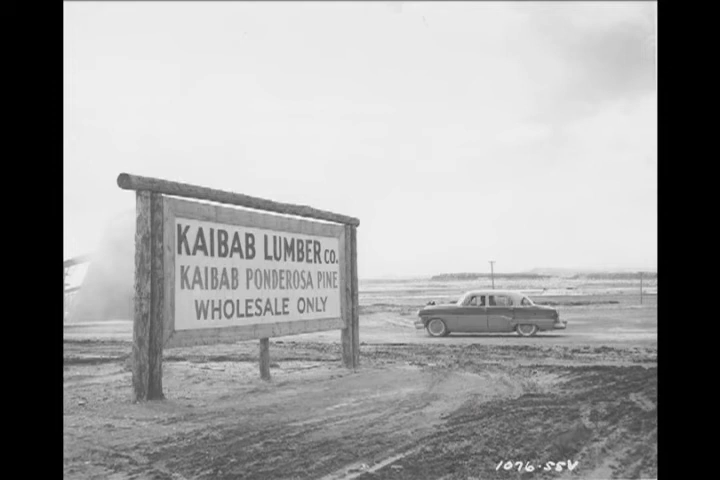 KAIBAB LUMBER CO.
KAIBAB PONDEROSA PINE
WHOLESALE ONLY
1076-55V